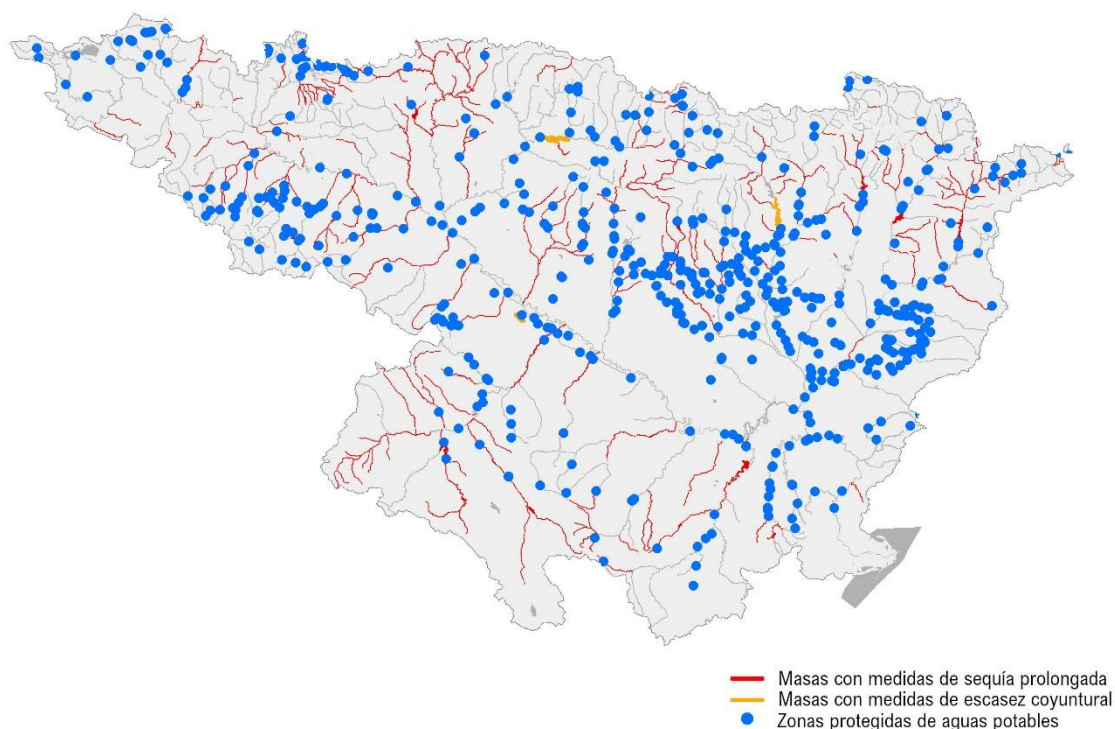 Masas con medidas de sequía prolongada
Masas con medidas de escasez coyuntural
Zonas protegidas de aguas potables